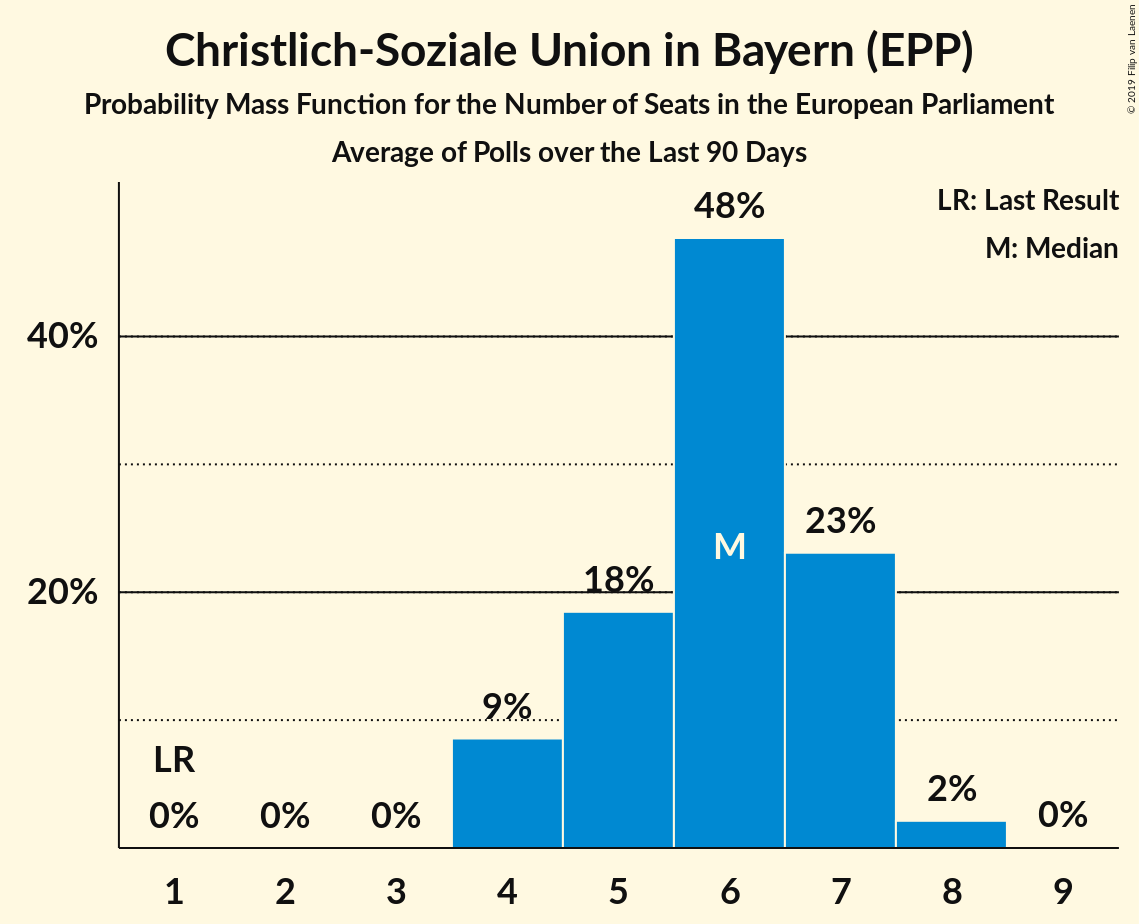 Christlich-Soziale Union in Bayern (EPP)
Probability Mass Function for the Number of Seats in the European Parliament
Average of Polls over the Last 90 Days
© 2019 Filip van Laenen
LR: Last Result
M: Median
48%
40%
23%
M
20%
18%
9%
LR
0% 0% 0% 2% 0%
1 2 3 4 5 6 7 8 9